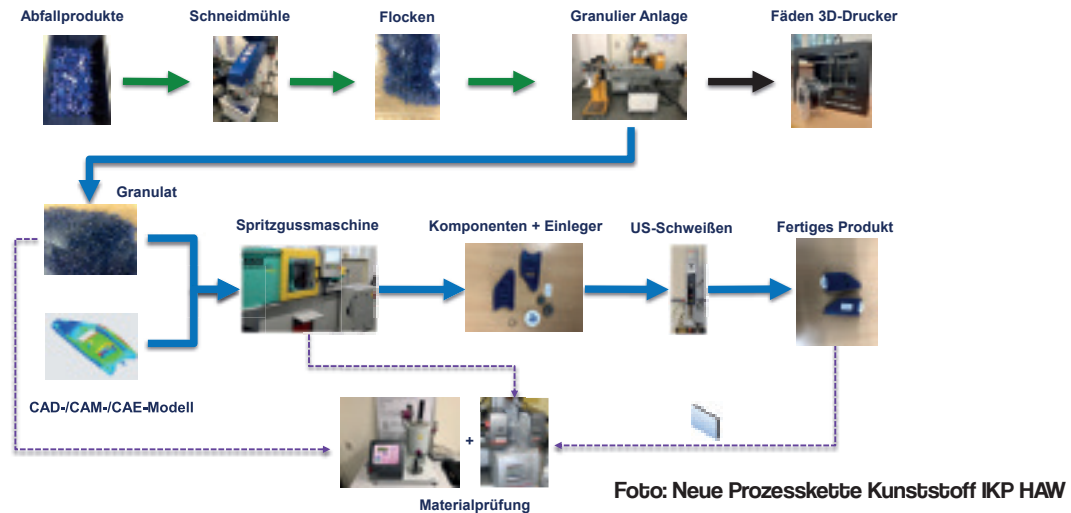 Abfallprodukte
Schneidmühle
Flocken
Granulier Anlage
Fäden 3D-Drucker
Granulat
Spritzgussmaschine
Komponenten + Einleger
US-Schweißen
Fertiges Produkt
CAD-/CAM-/CAE-Modell
+
Materialprüfung
Foto: Neue Prozesskette Kunststoff IKP HAW